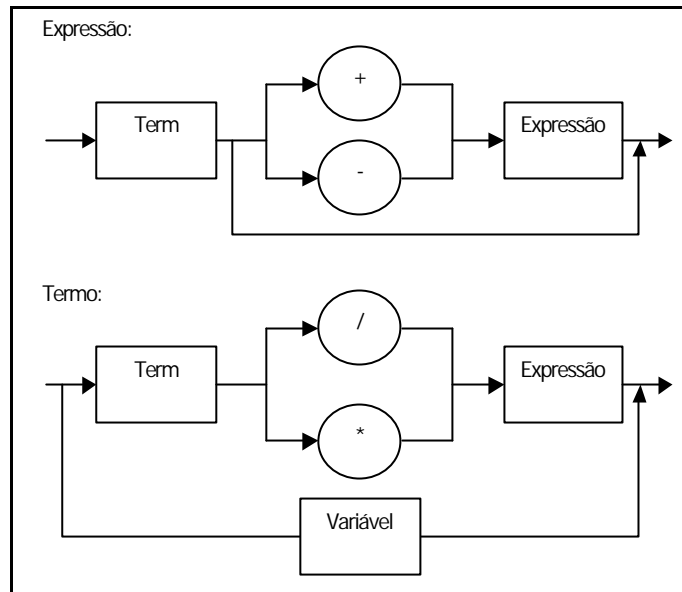 Expressão:
+
Term
Expressão
-
Termo:
/
Term
Expressão
*
Variável